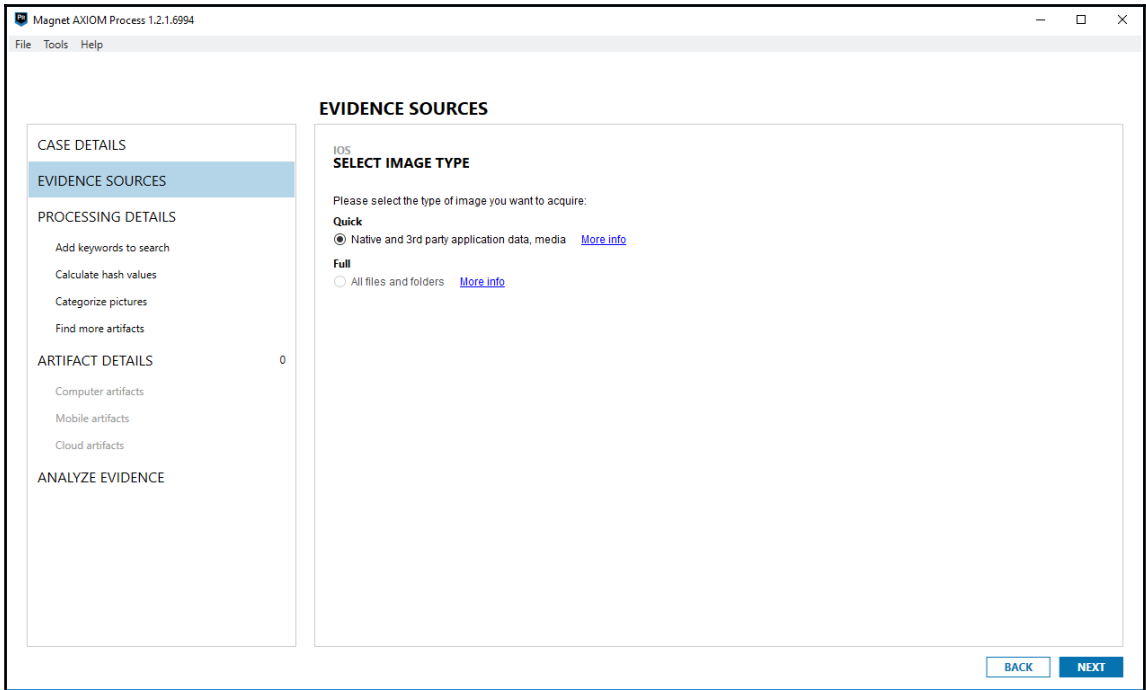 PR
Magnet AXIOM Process 1.2.1.6994
File Tools Help
EVIDENCE SOURCES
CASE DETAILS
EVIDENCE SOURCES
PROCESSING DETAILS
Add keywords to search
Calculate hash values
Categorize pictures
Find more artifacts
ARTIFACT DETAILS 0
Computer artifacts
Mobile artifacts
Cloud artifacts
ANALYZE EVIDENCE
IOS
SELECT IMAGE TYPE
Please select the type of image you want to acquire:
Quick
Native and 3rd party application data, media More info
Full
All files and folders More info
BACK NEXT